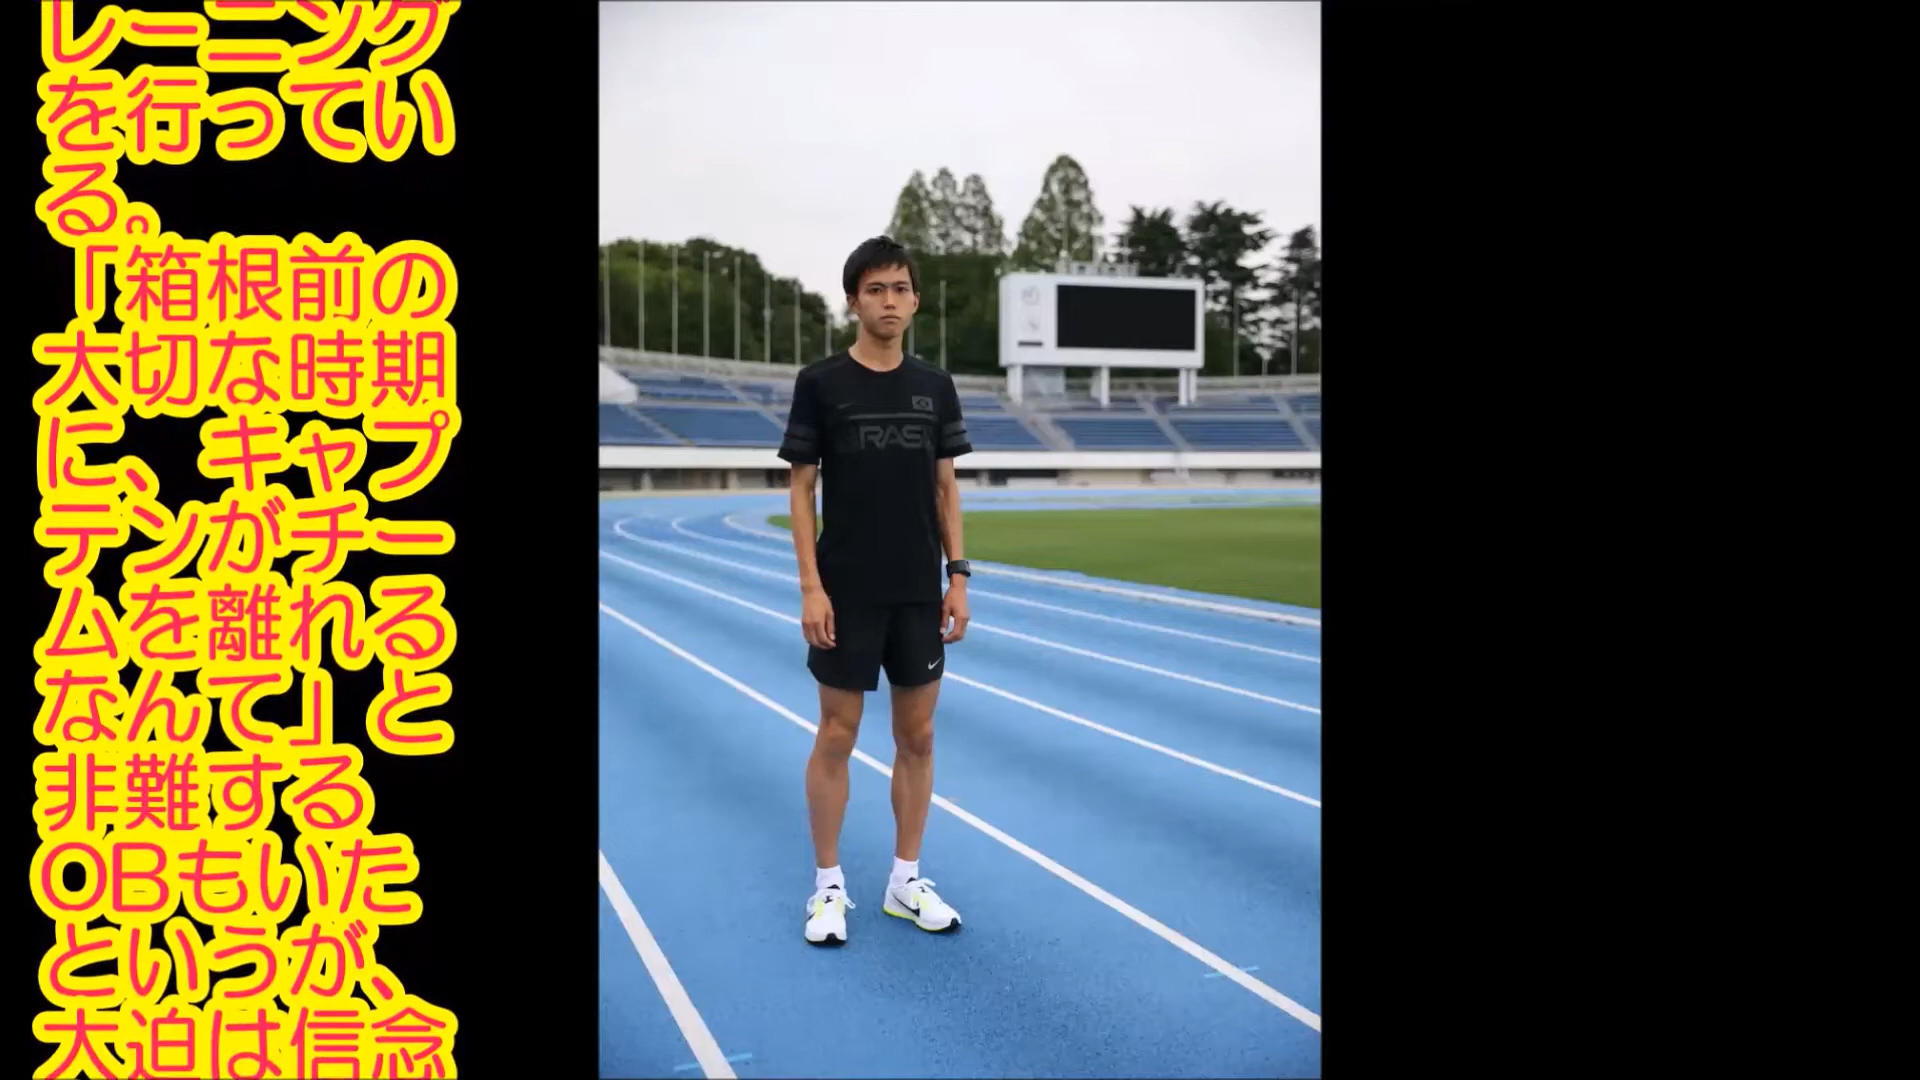 レーニング
を行ってい
る。
「箱根前の
大切な時期
に、キャプ
テンがチー
ムを離れる
なんて」と
非難する
OBもいた
というが、
大迫は信念
BRASIL